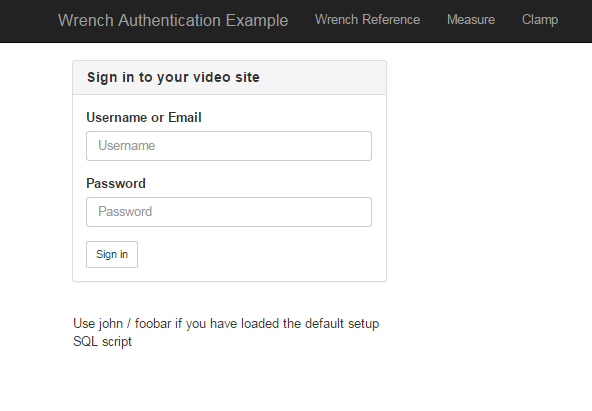 Wrench Authentication Example Wrench Reference Measure Clamp
Sign in to your video site
Username or Email
Username
Password
Password
Sign in
Use john / foobar if you have loaded the default setup
SQL script